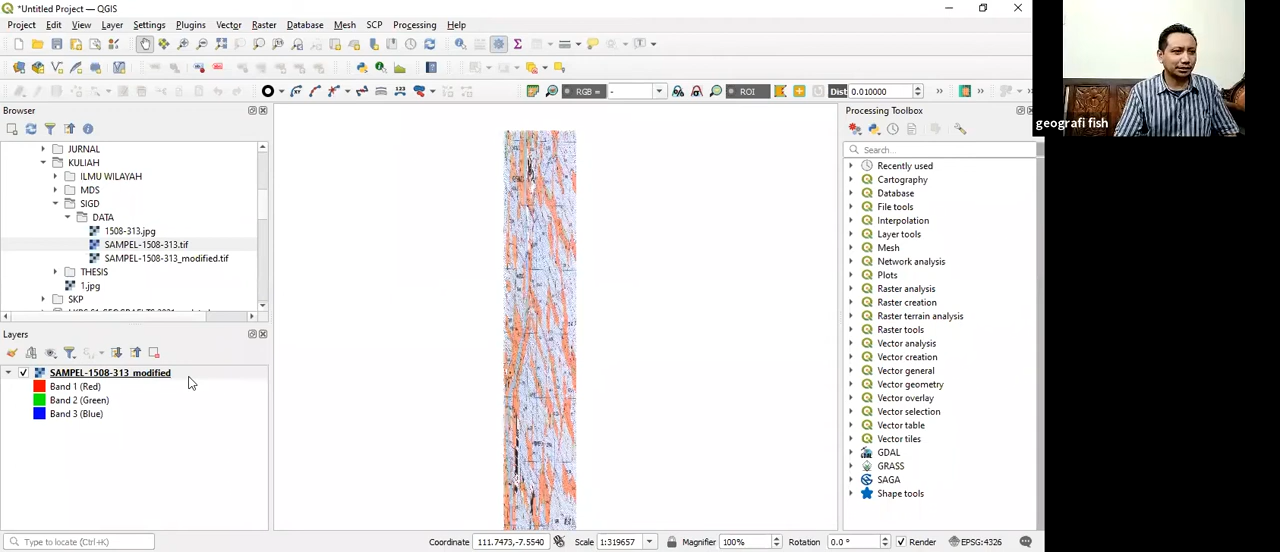 *Untitled Project — QGIS
Project Edit View Layer Settings Plugins Vector Raster Database Mesh SCP Processing Help
RGB = - ROI Dist 0.010000 » »
Browser
JURNAL
KULIAH
ILMU WILAYAH
MDS
SIGD
DATA
1508-313.jpg
SAMPEL-1508-313.tif
SAMPEL-1508-313_modified.tif
THESIS
1.jpg
SKP
Layers
SAMPEL-1508-313_modified
Band 1 (Red)
Band 2 (Green)
Band 3 (Blue)
Processing Toolbox
Search...
Recently used
Cartography
Database
File tools
Interpolation
Layer tools
Mesh
Network analysis
Plots
Raster analysis
Raster creation
Raster terrain analysis
Raster tools
Vector analysis
Vector creation
Vector general
Vector geometry
Vector overlay
Vector selection
Vector table
Vector tiles
GDAL
GRASS
SAGA
Shape tools
Type to locate (Ctrl+K)
Coordinate 111.7473,-7.5540 Scale 1:319657 Magnifier 100% Rotation 0.0 ° Render EPSG:4326
geografi fish